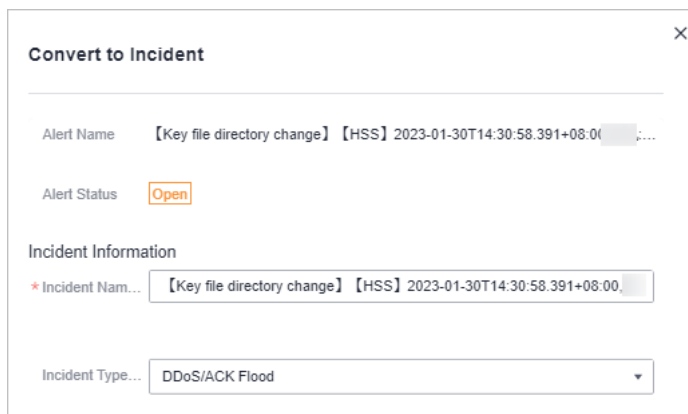 Convert to Incident
Alert Name 【Key file directory change】【HSS】2023-01-30T14:30:58.391+08:00 ,:...
Alert Status Open
Incident Information
* Incident Nam... 【Key file directory change】【HSS】2023-01-30T14:30:58.391+08:00,
Incident Type... DDoS/ACK Flood